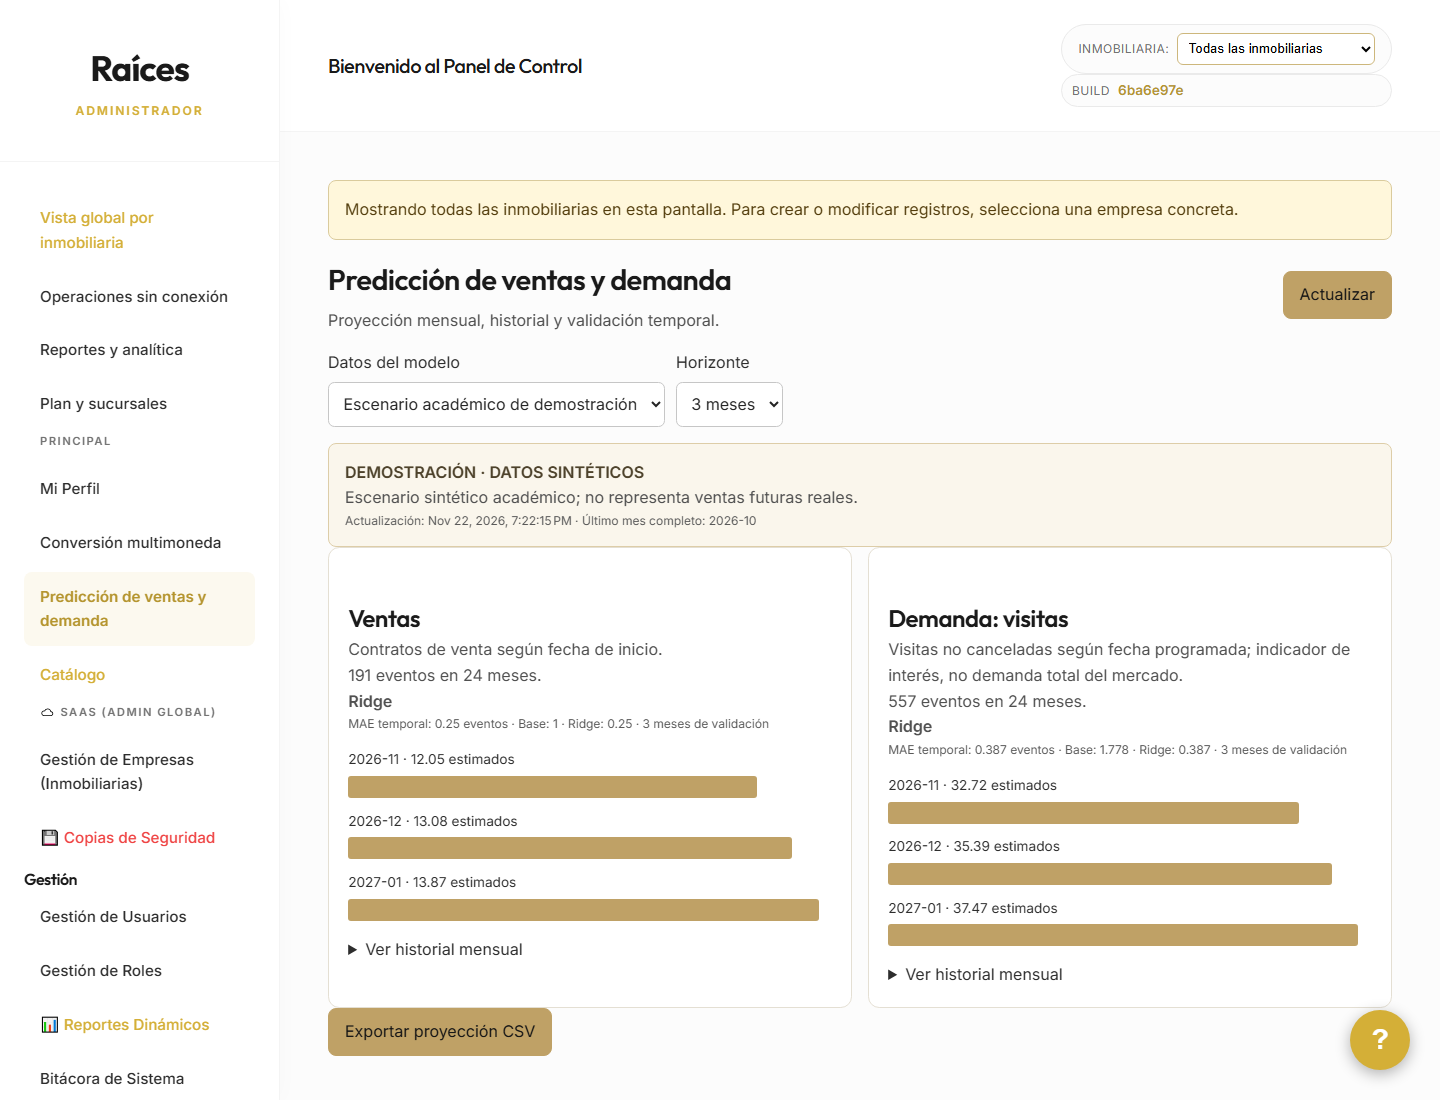 Raíces
ADMINISTRADOR
Vista global por
inmobiliaria
Operaciones sin conexión
Reportes y analítica
Plan y sucursales
PRINCIPAL
Mi Perfil
Conversión multimoneda
Predicción de ventas y
demanda
Catálogo
SAAS (ADMIN GLOBAL)
Gestión de Empresas
(Inmobiliarias)
Copias de Seguridad
Gestión
Gestión de Usuarios
Gestión de Roles
Reportes Dinámicos
Bitácora de Sistema
Bienvenido al Panel de Control
INMOBILIARIA: Todas las inmobiliarias
BUILD 6ba6e97e
Mostrando todas las inmobiliarias en esta pantalla. Para crear o modificar registros, selecciona una empresa concreta.
Predicción de ventas y demanda
Proyección mensual, historial y validación temporal.
Actualizar
Datos del modelo
Escenario académico de demostración
Horizonte
3 meses
DEMOSTRACIÓN · DATOS SINTÉTICOS
Escenario sintético académico; no representa ventas futuras reales.
Actualización: Nov 22, 2026, 7:22:15 PM · Último mes completo: 2026-10
Ventas
Contratos de venta según fecha de inicio.
191 eventos en 24 meses.
Ridge
MAE temporal: 0.25 eventos · Base: 1 · Ridge: 0.25 · 3 meses de validación
2026-11 · 12.05 estimados
2026-12 · 13.08 estimados
2027-01 · 13.87 estimados
Ver historial mensual
Demanda: visitas
Visitas no canceladas según fecha programada; indicador de
interés, no demanda total del mercado.
557 eventos en 24 meses.
Ridge
MAE temporal: 0.387 eventos · Base: 1.778 · Ridge: 0.387 · 3 meses de validación
2026-11 · 32.72 estimados
2026-12 · 35.39 estimados
2027-01 · 37.47 estimados
Ver historial mensual
Exportar proyección CSV
?